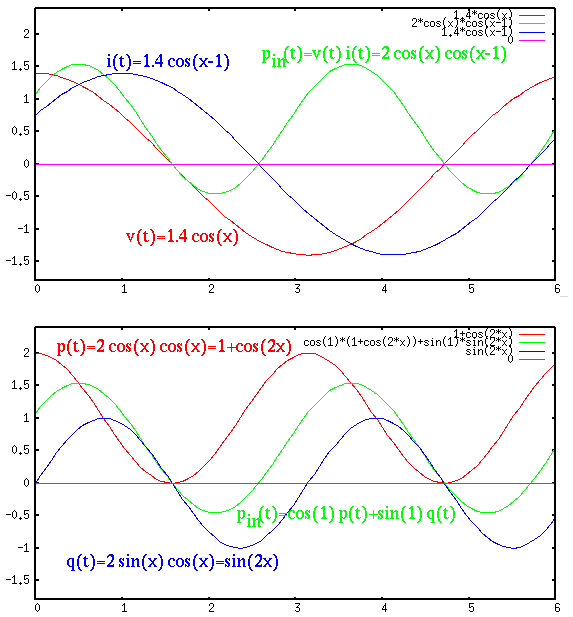 1.4*cos(x)
2*cos(x)*cos(x-1)
1.4*cos(x-1)
0
i(t)=1.4 cos(x-1)
p_in(t)=v(t) i(t)=2 cos(x) cos(x-1)
v(t)=1.4 cos(x)
2
1.5
1
0.5
0
-0.5
-1
-1.5
0 1 2 3 4 5 6
1+cos(2*x)
cos(1)*(1+cos(2*x))+sin(1)*sin(2*x)
sin(2*x)
0
p(t)=2 cos(x) cos(x)=1+cos(2x)
p_in(t)=cos(1) p(t)+sin(1) q(t)
q(t)=2 sin(x) cos(x)=sin(2x)
2
1.5
1
0.5
0
-0.5
-1
-1.5
0 1 2 3 4 5 6